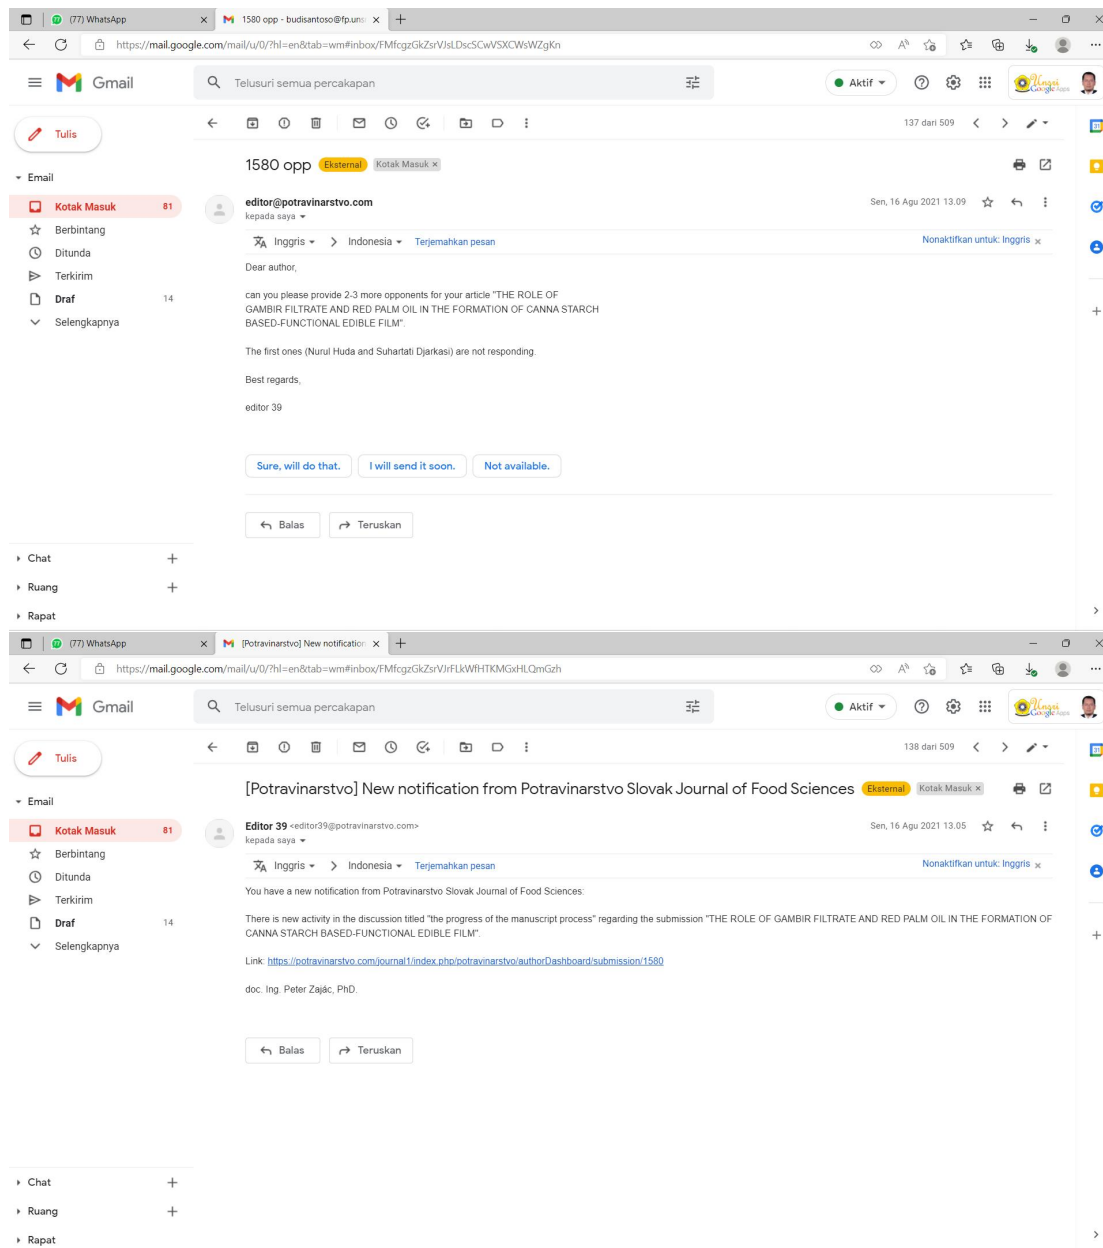 (77) WhatsApp
1580 opp - budisantoso@fp.uns
https://mail.google.com/mail/u/0/?hl=en&tab=wm#inbox/FMfcgzGkZsrVJsLDscSCwVSXCWsWZgKn
Gmail
Telusuri semua percakapan
Aktif
Unsri
Google Apps
Tulis
137 dari 509
1580 opp Eksternal Kotak Masuk ×
Email
Kotak Masuk 81
Berbintang
Ditunda
Terkirim
Draf 14
Selengkapnya
editor@potravinarstvo.com
Sen, 16 Agu 2021 13.09
kepada saya
Inggris > Indonesia Terjemahkan pesan
Nonaktifkan untuk: Inggris ×
Dear author,
can you please provide 2-3 more opponents for your article "THE ROLE OF
GAMBIR FILTRATE AND RED PALM OIL IN THE FORMATION OF CANNA STARCH
BASED-FUNCTIONAL EDIBLE FILM".
The first ones (Nurul Huda and Suhartati Djarkasi) are not responding.
Best regards,
editor 39
Sure, will do that.
I will send it soon.
Not available.
Balas
Teruskan
Chat
Ruang
Rapat
(77) WhatsApp
[Potravinarstvo] New notification
https://mail.google.com/mail/u/0/?hl=en&tab=wm#inbox/FMfcgzGkZsrVJrFLkWfHTKMGxHLQmGzh
Gmail
Telusuri semua percakapan
Aktif
Unsri
Google Apps
Tulis
138 dari 509
[Potravinarstvo] New notification from Potravinarstvo Slovak Journal of Food Sciences Eksternal Kotak Masuk ×
Email
Kotak Masuk 81
Berbintang
Ditunda
Terkirim
Draf 14
Selengkapnya
Editor 39 <editor39@potravinarstvo.com>
Sen, 16 Agu 2021 13.05
kepada saya
Inggris > Indonesia Terjemahkan pesan
Nonaktifkan untuk: Inggris ×
You have a new notification from Potravinarstvo Slovak Journal of Food Sciences:
There is new activity in the discussion titled "the progress of the manuscript process" regarding the submission "THE ROLE OF GAMBIR FILTRATE AND RED PALM OIL IN THE FORMATION OF
CANNA STARCH BASED-FUNCTIONAL EDIBLE FILM".
Link: https://potravinarstvo.com/journal1/index.php/potravinarstvo/authorDashboard/submission/1580
doc. Ing. Peter Zajác, PhD.
Balas
Teruskan
Chat
Ruang
Rapat